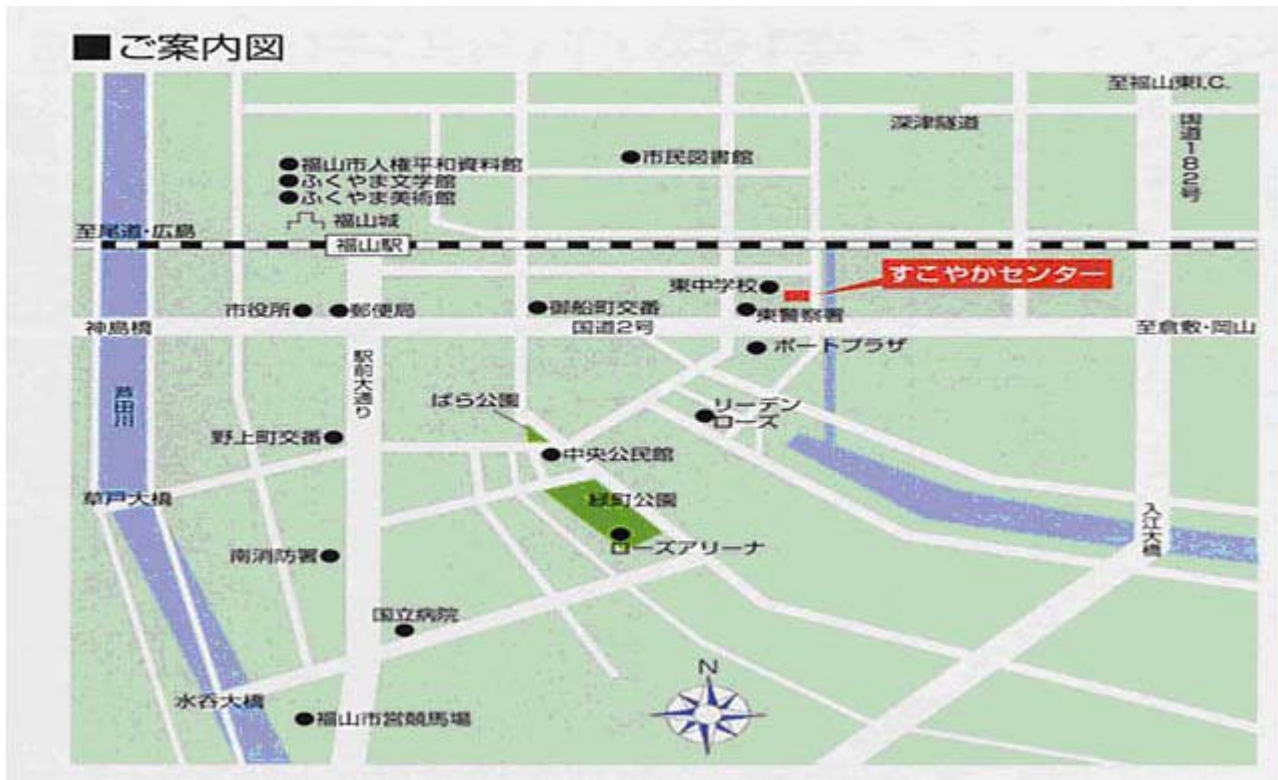 ■ご案内図
至福山東I.C.
深津隧道
国道182号
福山市人権平和資料館
市民図書館
ふくやま文学館
ふくやま美術館
福山城
至尾道・広島
福山駅
すこやかセンター
東中学校
市役所
郵便局
御船町交番
東警察署
神島橋
国道2号
至倉敷・岡山
ポートプラザ
駅前大通り
芦田川
ばら公園
リーデン
ローズ
野上町交番
中央公民館
草戸大橋
緑町公園
入江大橋
ローズアリーナ
南消防署
国立病院
N
水呑大橋
福山市営競馬場